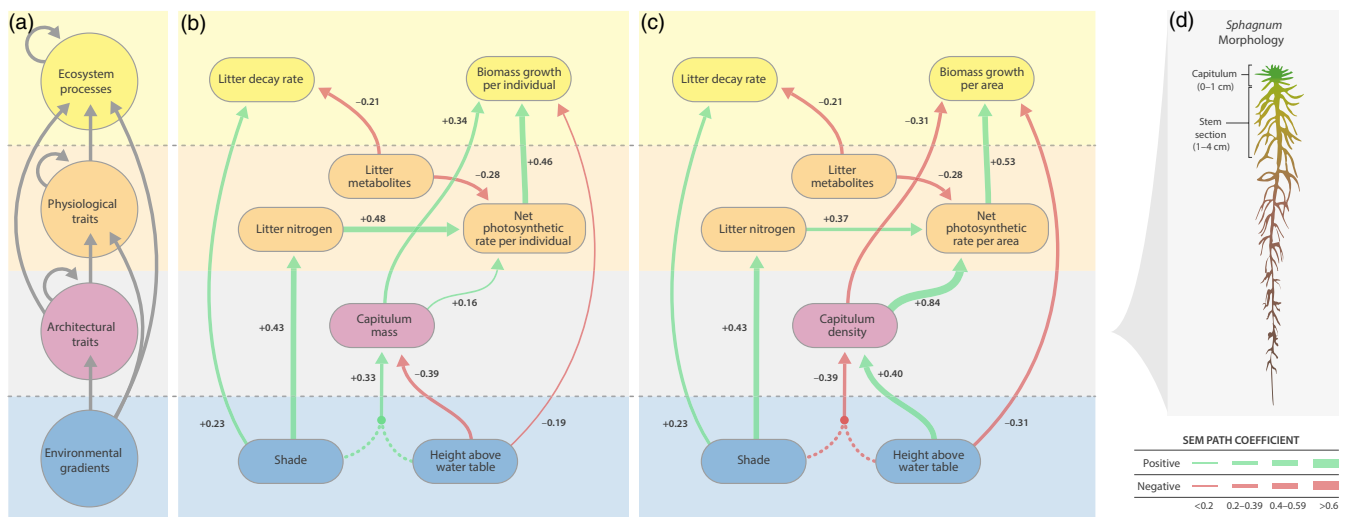 (a)
Ecosystem
processes
Physiological
traits
Architectural
traits
Environmental
gradients
(b)
Litter decay rate
Biomass growth
per individual
–0.21
+0.34
+0.46
Litter
metabolites
–0.28
Litter nitrogen
+0.48
Net
photosynthetic
rate per individual
+0.16
Capitulum
mass
+0.43
+0.33
–0.39
+0.23
–0.19
Shade
Height above
water table
(c)
Litter decay rate
Biomass growth
per area
–0.21
–0.31
+0.53
Litter
metabolites
–0.28
Litter nitrogen
+0.37
Net
photosynthetic
rate per area
+0.84
Capitulum
density
+0.43
–0.39
+0.40
+0.23
–0.31
Shade
Height above
water table
(d)
Sphagnum
Morphology
Capitulum
(0–1 cm)
Stem
section
(1–4 cm)
SEM PATH COEFFICIENT
Positive
Negative
<0.2 0.2–0.39 0.4–0.59 >0.6